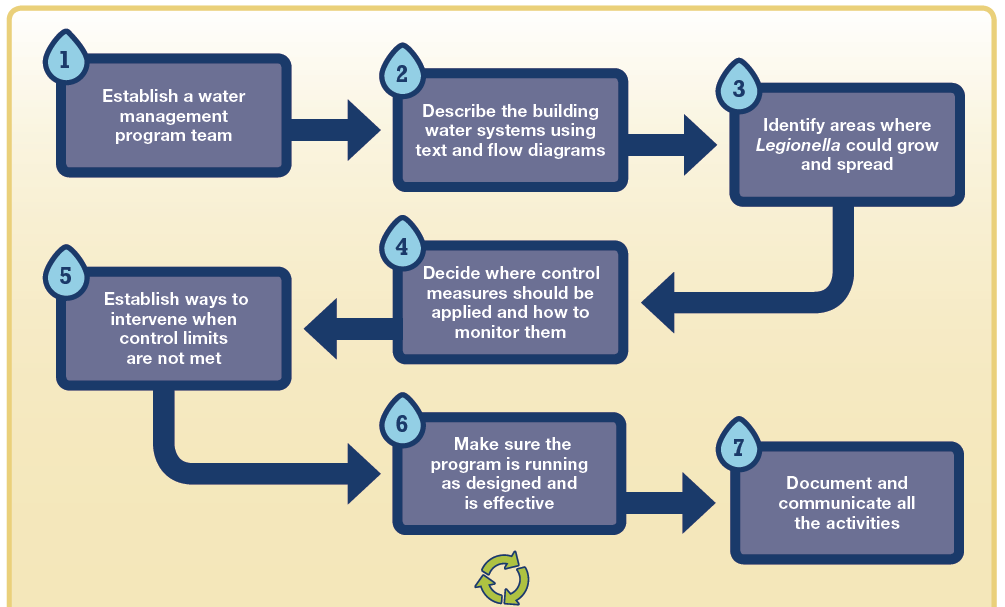 1
Establish a water
management
program team
2
Describe the building
water systems using
text and flow diagrams
3
Identify areas where
Legionella could grow
and spread
4
Decide where control
measures should be
applied and how to
monitor them
5
Establish ways to
intervene when
control limits
are not met
6
Make sure the
program is running
as designed and
is effective
7
Document and
communicate all
the activities